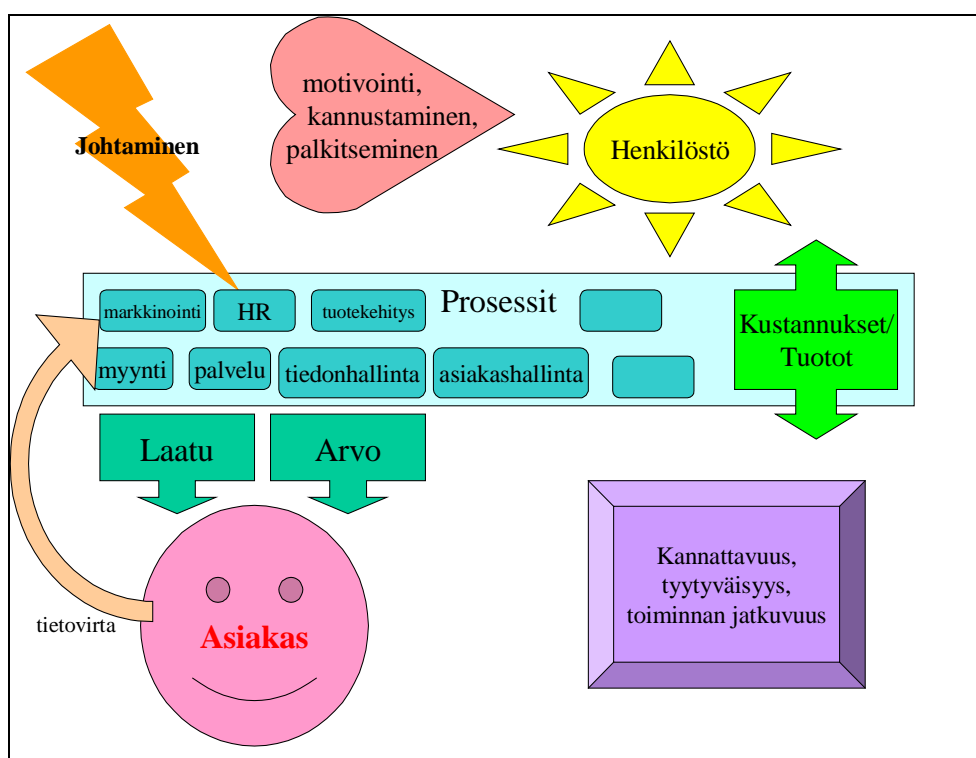 motivointi,
kannustaminen,
palkitseminen
Johtaminen
Henkilöstö
Prosessit
markkinointi
HR
tuotekehitys
myynti
palvelu
tiedonhallinta
asiakashallinta
Kustannukset/
Tuotot
Laatu
Arvo
Kannattavuus,
tyytyväisyys,
toiminnan jatkuvuus
tietovirta
Asiakas